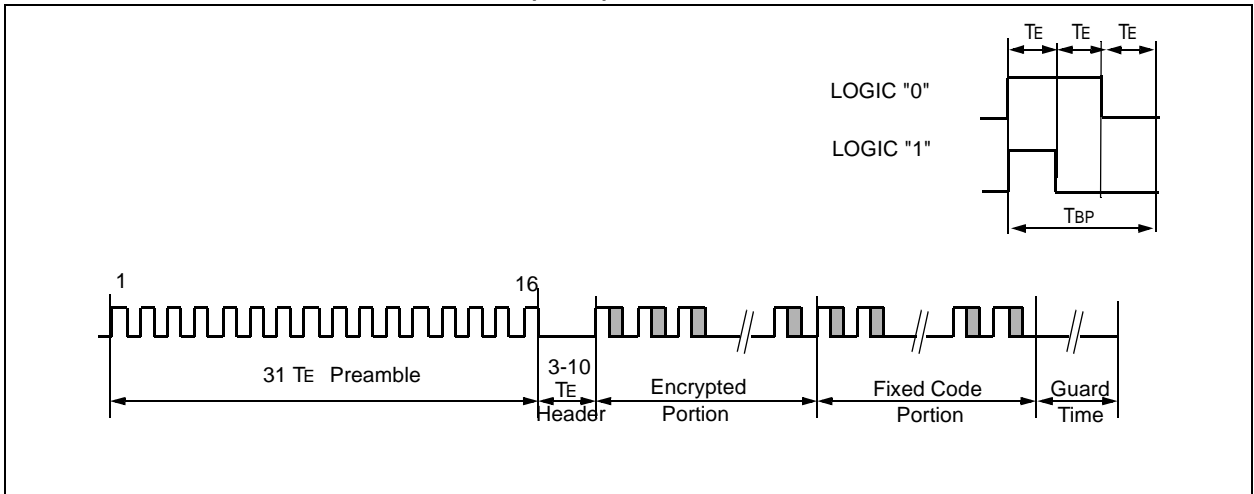 TE TE TE
LOGIC "0"
LOGIC "1"
TBP
1 16
31 TE Preamble
3-10
TE
Header
Encrypted
Portion
Fixed Code
Portion
Guard
Time